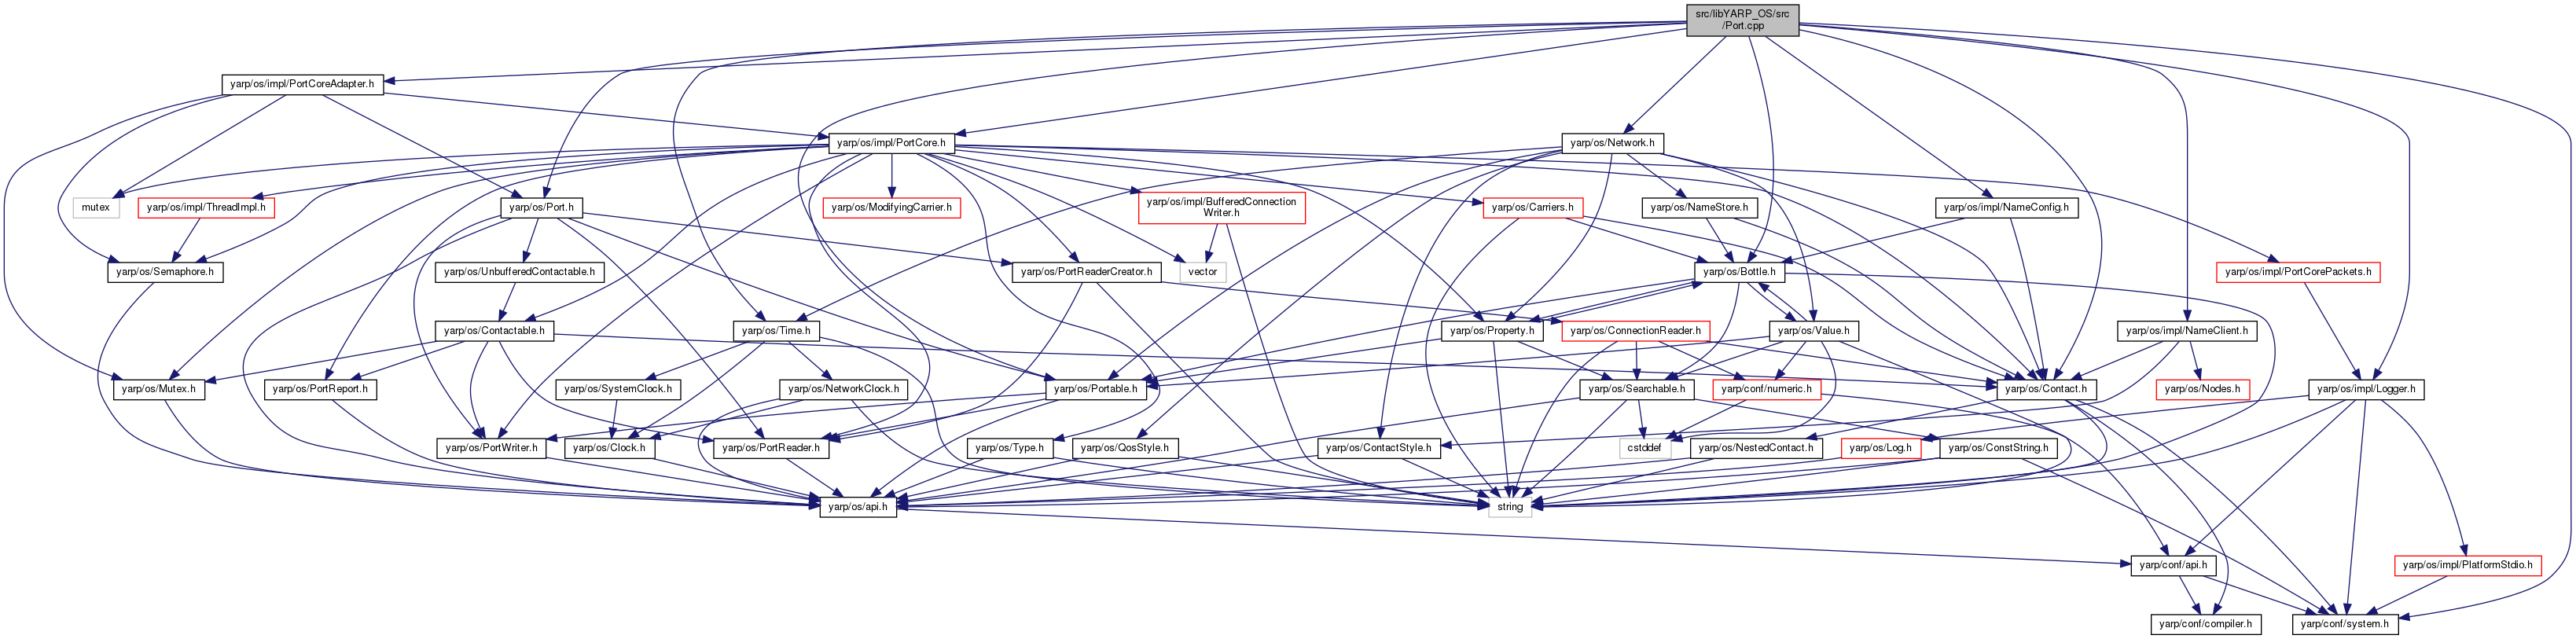 src/libYARP_OS/src
/Port.cpp
yarp/os/impl/PortCoreAdapter.h
yarp/os/impl/PortCore.h
yarp/os/Network.h
mutex
yarp/os/impl/ThreadImpl.h
yarp/os/Port.h
yarp/os/ModifyingCarrier.h
yarp/os/impl/BufferedConnection
Writer.h
yarp/os/Carriers.h
yarp/os/NameStore.h
yarp/os/impl/NameConfig.h
yarp/os/Semaphore.h
yarp/os/UnbufferedContactable.h
yarp/os/PortReaderCreator.h
vector
yarp/os/Bottle.h
yarp/os/impl/PortCorePackets.h
yarp/os/Contactable.h
yarp/os/Time.h
yarp/os/Property.h
yarp/os/ConnectionReader.h
yarp/os/Value.h
yarp/os/impl/NameClient.h
yarp/os/Mutex.h
yarp/os/PortReport.h
yarp/os/SystemClock.h
yarp/os/NetworkClock.h
yarp/os/Portable.h
yarp/os/Searchable.h
yarp/conf/numeric.h
yarp/os/Contact.h
yarp/os/Nodes.h
yarp/os/impl/Logger.h
yarp/os/PortWriter.h
yarp/os/Clock.h
yarp/os/PortReader.h
yarp/os/Type.h
yarp/os/QosStyle.h
yarp/os/ContactStyle.h
cstddef
yarp/os/NestedContact.h
yarp/os/Log.h
yarp/os/ConstString.h
yarp/os/api.h
string
yarp/conf/api.h
yarp/os/impl/PlatformStdio.h
yarp/conf/compiler.h
yarp/conf/system.h